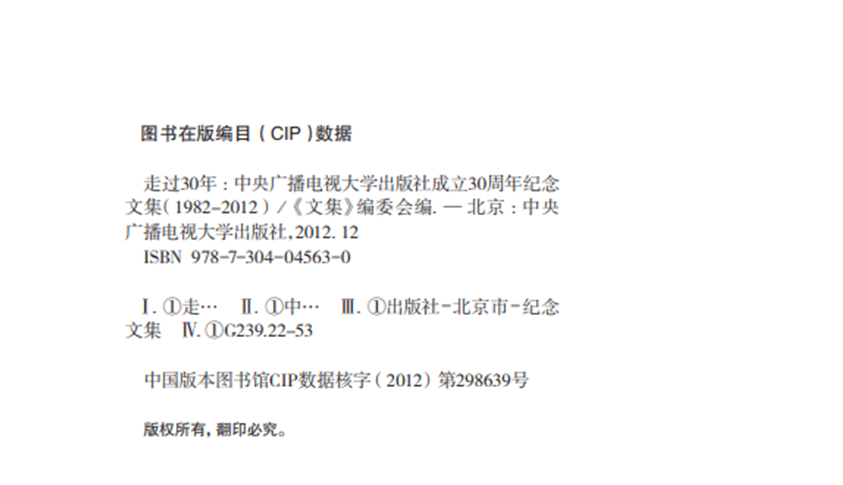 图书在版编目（CIP）数据
走过30年：中央广播电视大学出版社成立30周年纪念
文集（1982-2012）/《文集》编委会编. — 北京：中央
广播电视大学出版社,2012. 12
ISBN 978-7-304-04563-0
Ⅰ. ①走… Ⅱ. ①中… Ⅲ. ①出版社-北京市-纪念
文集 Ⅳ. ①G239.22-53
中国版本图书馆CIP数据核字（2012）第298639号
版权所有，翻印必究。